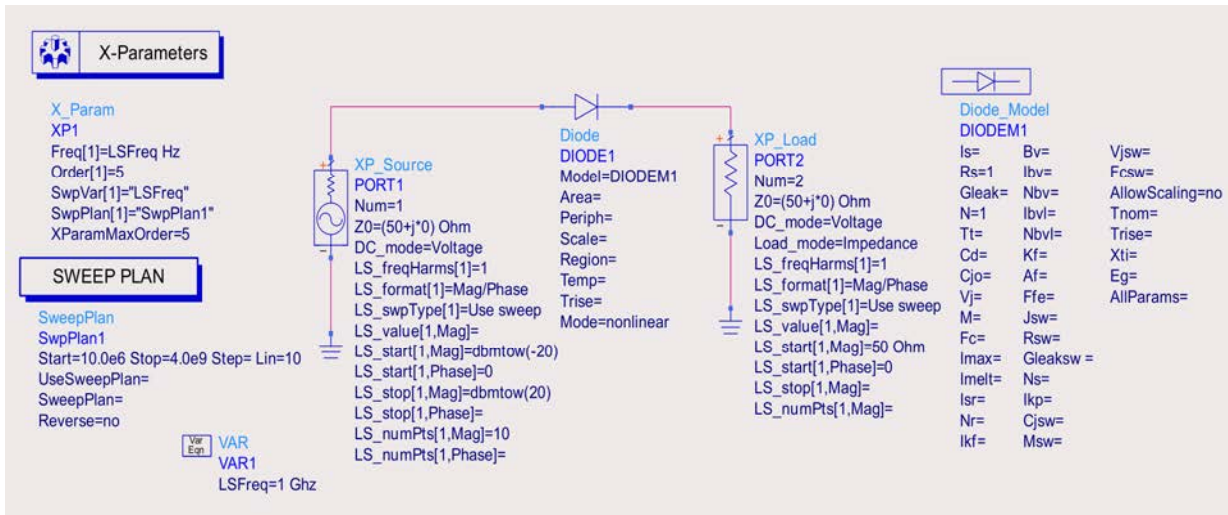 X-Parameters
X_Param
XP1
Freq[1]=LSFreq Hz
Order[1]=5
SwpVar[1]="LSFreq"
SwpPlan[1]="SwpPlan1"
XParamMaxOrder=5
SWEEP PLAN
SweepPlan
SwpPlan1
Start=10.0e6 Stop=4.0e9 Step= Lin=10
UseSweepPlan=
SweepPlan=
Reverse=no
Var
Eqn
VAR
VAR1
LSFreq=1 Ghz
+
-
XP_Source
PORT1
Num=1
Z0=(50+j*0) Ohm
DC_mode=Voltage
LS_freqHarms[1]=1
LS_format[1]=Mag/Phase
LS_swpType[1]=Use sweep
LS_value[1,Mag]=
LS_start[1,Mag]=dbmtow(-20)
LS_start[1,Phase]=0
LS_stop[1,Mag]=dbmtow(20)
LS_stop[1,Phase]=
LS_numPts[1,Mag]=10
LS_numPts[1,Phase]=
Diode
DIODE1
Model=DIODEM1
Area=
Periph=
Scale=
Region=
Temp=
Trise=
Mode=nonlinear
+
-
XP_Load
PORT2
Num=2
Z0=(50+j*0) Ohm
DC_mode=Voltage
Load_mode=Impedance
LS_freqHarms[1]=1
LS_format[1]=Mag/Phase
LS_swpType[1]=Use sweep
LS_value[1,Mag]=
LS_start[1,Mag]=50 Ohm
LS_start[1,Phase]=0
LS_stop[1,Mag]=
LS_numPts[1,Mag]=
Diode_Model
DIODEM1
Is= Bv= Vjsw=
Rs=1 Ibv= Fcsw=
Gleak= Nbv= AllowScaling=no
N=1 Ibvl= Tnom=
Tt= Nbvl= Trise=
Cd= Kf= Xti=
Cjo= Af= Eg=
Vj= Ffe= AllParams=
M= Jsw=
Fc= Rsw=
Imax= Gleaksw =
Imelt= Ns=
Isr= Ikp=
Nr= Cjsw=
Ikf= Msw=